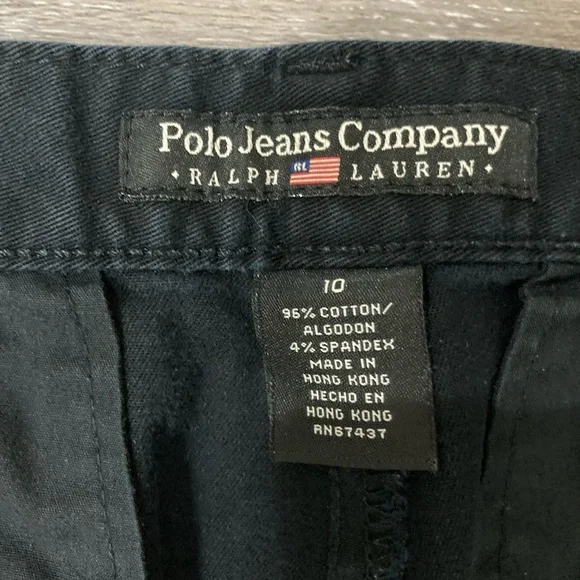 Polo Jeans Company
• RALPH RL LAUREN •
10
96% COTTON/
ALGODON
4% SPANDEX
MADE IN
HONG KONG
HECHO EN
HONG KONG
RN67437